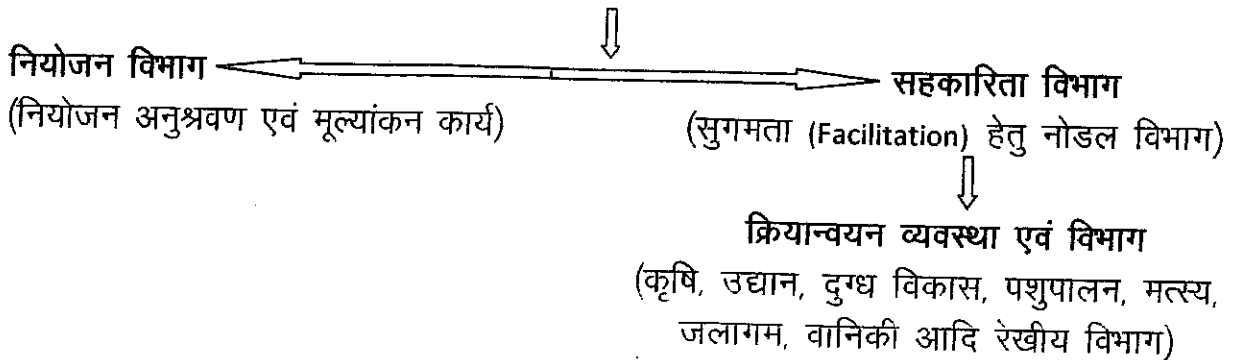 नियोजन विभाग
सहकारिता विभाग
(नियोजन अनुश्रवण एवं मूल्यांकन कार्य)
(सुगमता (Facilitation) हेतु नोडल विभाग)
क्रियान्वयन व्यवस्था एवं विभाग
(कृषि, उद्यान, दुग्ध विकास, पशुपालन, मत्स्य,
जलागम, वानिकी आदि रेखीय विभाग)